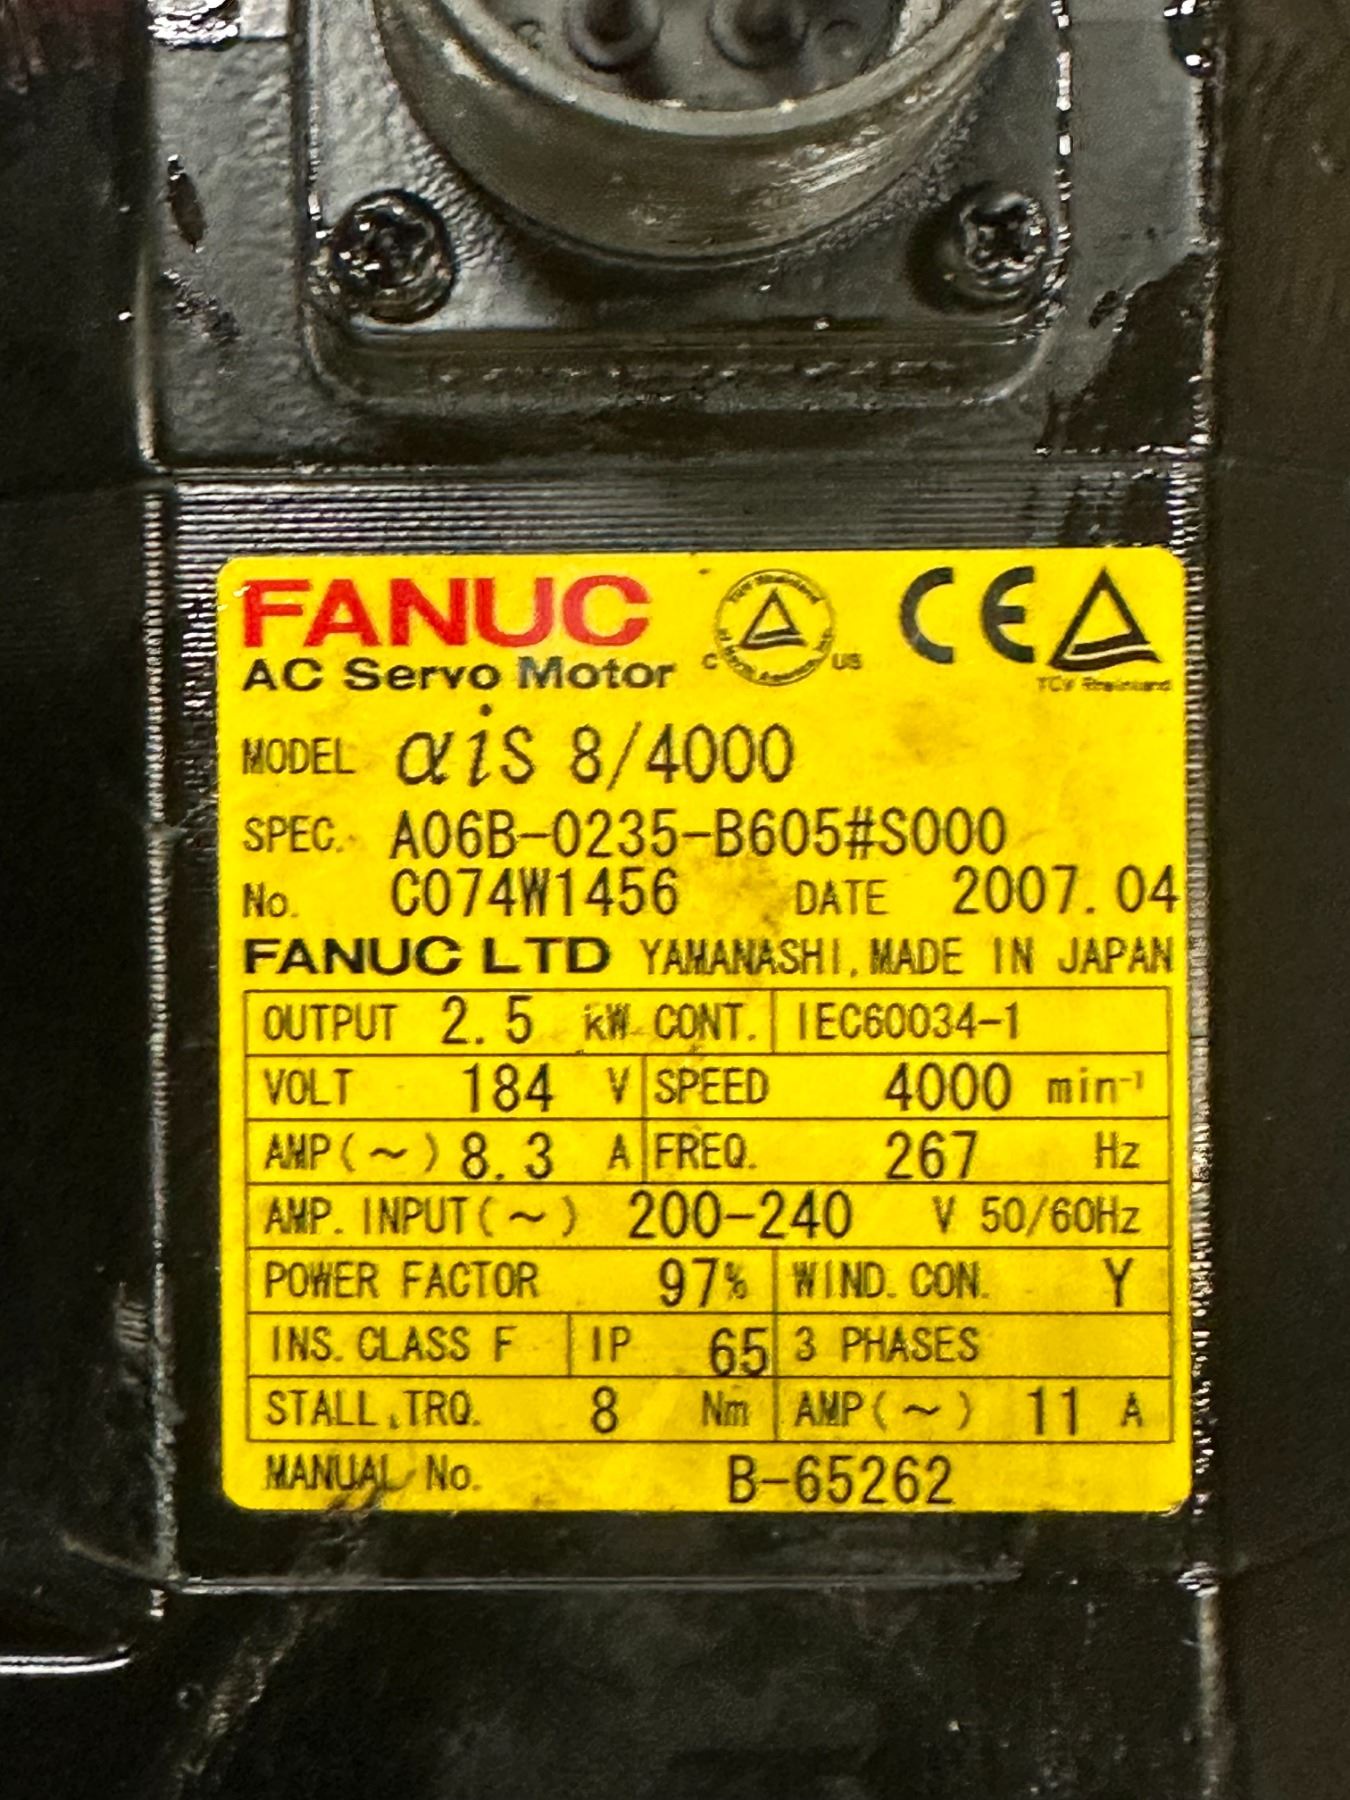 FANUC
AC Servo Motor
C US
CE
TÜV Rheinland
MODEL αiS 8/4000
SPEC. A06B-0235-B605#S000
No. C074W1456 DATE 2007.04
FANUC LTD YAMANASHI, MADE IN JAPAN
OUTPUT 2.5 kW CONT. IEC60034-1
VOLT 184 V SPEED 4000 min⁻¹
AMP(~) 8.3 A FREQ. 267 Hz
AMP. INPUT(~) 200-240 V 50/60Hz
POWER FACTOR 97% WIND. CON. Y
INS. CLASS F IP 65 3 PHASES
STALL. TRQ. 8 Nm AMP(~) 11 A
MANUAL No. B-65262